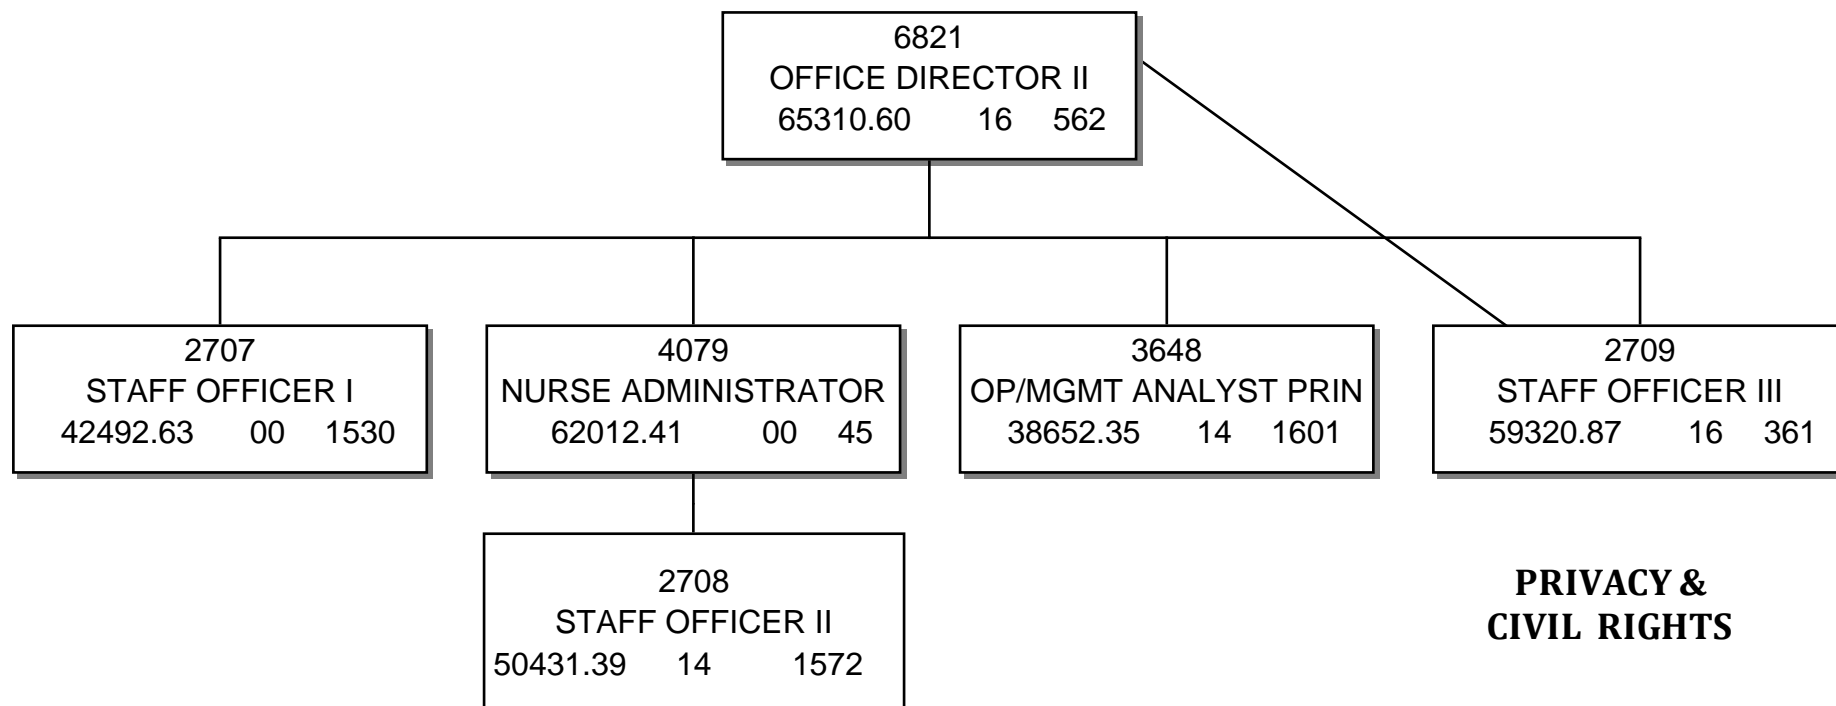 6821
OFFICE DIRECTOR II
65310.60 16 562
2707
STAFF OFFICER I
42492.63 00 1530
4079
NURSE ADMINISTRATOR
62012.41 00 45
3648
OP/MGMT ANALYST PRIN
38652.35 14 1601
2709
STAFF OFFICER III
59320.87 16 361
2708
STAFF OFFICER II
50431.39 14 1572
PRIVACY &
CIVIL RIGHTS